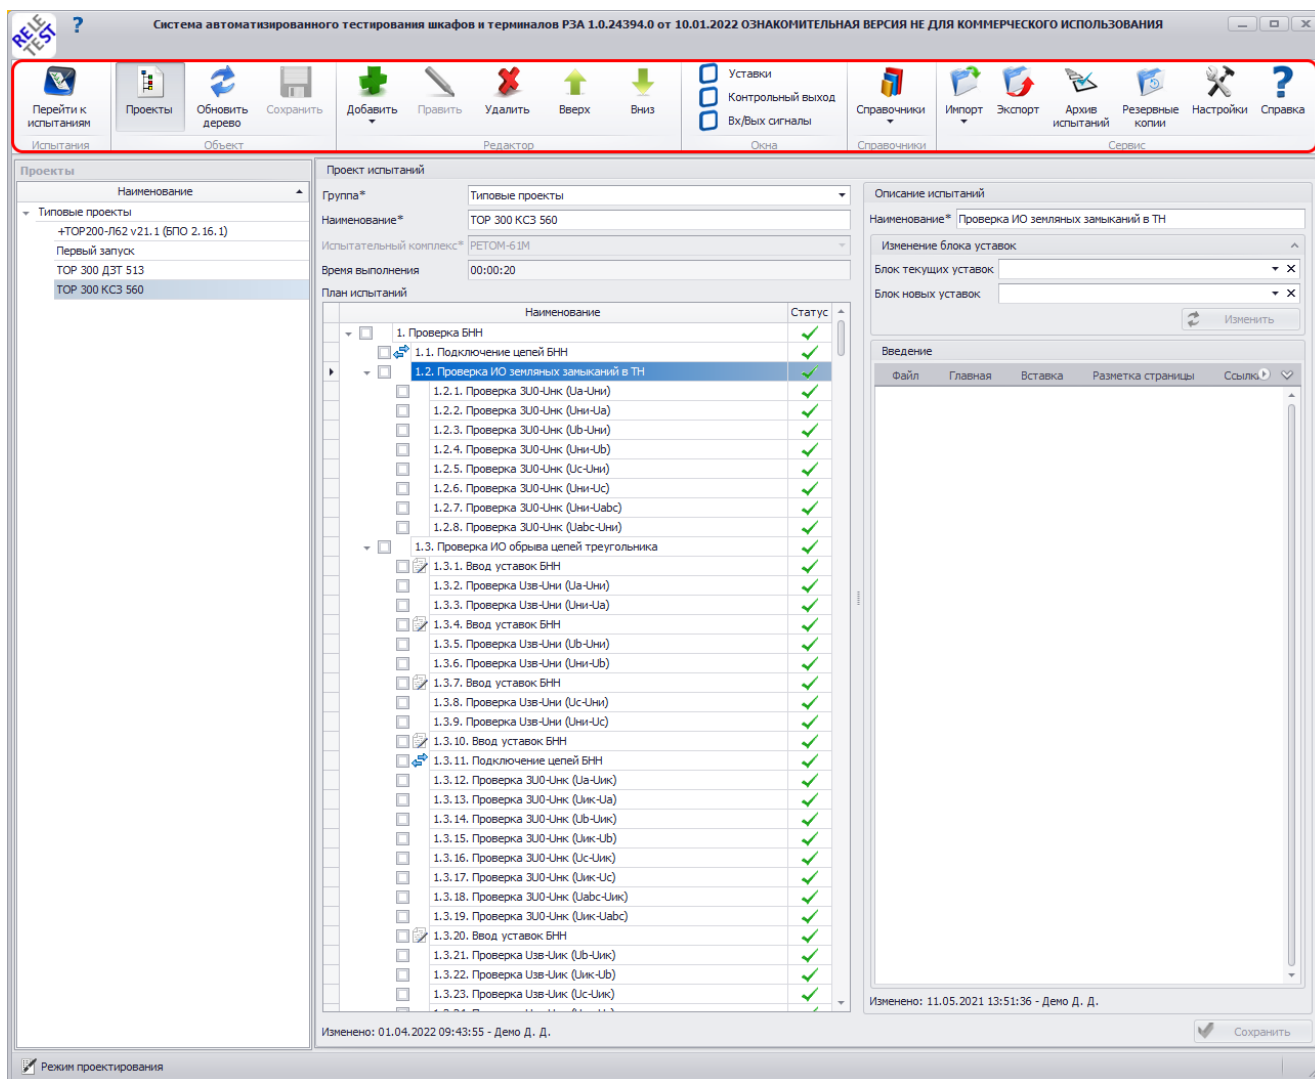 RELE TEST
?
Система автоматизированного тестирования шкафов и терминалов РЗА 1.0.24394.0 от 10.01.2022 ОЗНАКОМИТЕЛЬНАЯ ВЕРСИЯ НЕ ДЛЯ КОММЕРЧЕСКОГО ИСПОЛЬЗОВАНИЯ
Перейти к испытаниям
Проекты
Обновить дерево
Сохранить
Добавить
Править
Удалить
Вверх
Вниз
Уставки
Контрольный выход
Вх/Вых сигналы
Справочники
Импорт
Экспорт
Архив испытаний
Резервные копии
Настройки
Справка
Испытания
Объект
Редактор
Окна
Справочники
Сервис
Проекты
Наименование
Типовые проекты
+ТОР200-Л62 v21.1 (БПО 2.16.1)
Первый запуск
ТОР 300 ДЗТ 513
ТОР 300 КСЗ 560
Проект испытаний
Группа* Типовые проекты
Наименование* ТОР 300 КСЗ 560
Испытательный комплекс* РЕТОМ-61М
Время выполнения 00:00:20
План испытаний
Наименование Статус
1. Проверка БНН
1.1. Подключение цепей БНН
1.2. Проверка ИО земляных замыканий в ТН
1.2.1. Проверка 3U0-Uнк (Ua-Uни)
1.2.2. Проверка 3U0-Uнк (Uни-Ua)
1.2.3. Проверка 3U0-Uнк (Ub-Uни)
1.2.4. Проверка 3U0-Uнк (Uни-Ub)
1.2.5. Проверка 3U0-Uнк (Uc-Uни)
1.2.6. Проверка 3U0-Uнк (Uни-Uc)
1.2.7. Проверка 3U0-Uнк (Uни-Uabc)
1.2.8. Проверка 3U0-Uнк (Uabc-Uни)
1.3. Проверка ИО обрыва цепей треугольника
1.3.1. Ввод уставок БНН
1.3.2. Проверка Uзв-Uни (Ua-Uни)
1.3.3. Проверка Uзв-Uни (Uни-Ua)
1.3.4. Ввод уставок БНН
1.3.5. Проверка Uзв-Uни (Ub-Uни)
1.3.6. Проверка Uзв-Uни (Uни-Ub)
1.3.7. Ввод уставок БНН
1.3.8. Проверка Uзв-Uни (Uc-Uни)
1.3.9. Проверка Uзв-Uни (Uни-Uc)
1.3.10. Ввод уставок БНН
1.3.11. Подключение цепей БНН
1.3.12. Проверка 3U0-Uнк (Ua-Uик)
1.3.13. Проверка 3U0-Uнк (Uик-Ua)
1.3.14. Проверка 3U0-Uнк (Ub-Uик)
1.3.15. Проверка 3U0-Uнк (Uик-Ub)
1.3.16. Проверка 3U0-Uнк (Uc-Uик)
1.3.17. Проверка 3U0-Uнк (Uик-Uc)
1.3.18. Проверка 3U0-Uнк (Uabc-Uик)
1.3.19. Проверка 3U0-Uнк (Uик-Uabc)
1.3.20. Ввод уставок БНН
1.3.21. Проверка Uзв-Uик (Ub-Uик)
1.3.22. Проверка Uзв-Uик (Uик-Ub)
1.3.23. Проверка Uзв-Uик (Uc-Uик)
Изменено: 01.04.2022 09:43:55 - Демо Д. Д.
Описание испытаний
Наименование* Проверка ИО земляных замыканий в ТН
Изменение блока уставок
Блок текущих уставок
Блок новых уставок
Изменить
Введение
Файл Главная Вставка Разметка страницы
Изменено: 11.05.2021 13:51:36 - Демо Д. Д.
Сохранить
Режим проектирования